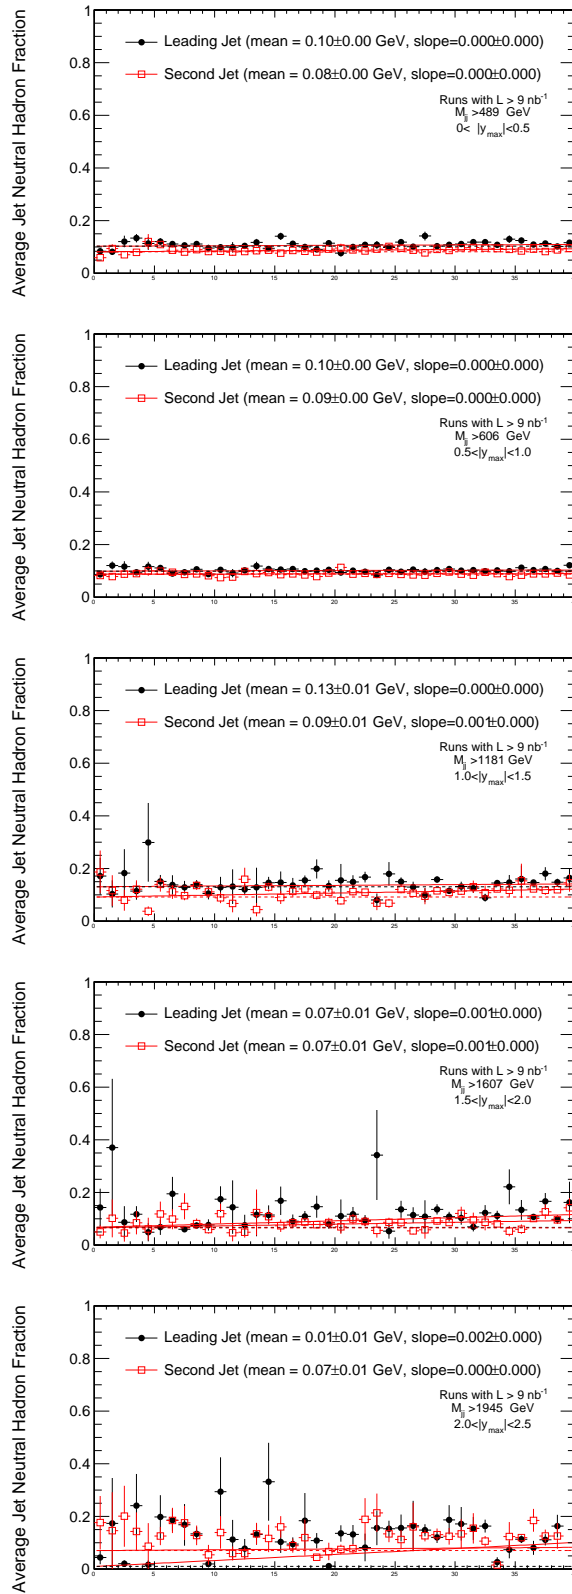 Average Jet Neutral Hadron Fraction
1
0.8
0.6
0.4
0.2
0
Leading Jet (mean = 0.10±0.00 GeV, slope=0.000±0.000)
Second Jet (mean = 0.08±0.00 GeV, slope=0.000±0.000)
Runs with L > 9 nb-1
Mjj >489 GeV
0< |ymax|<0.5
0 5 10 15 20 25 30 35
Average Jet Neutral Hadron Fraction
1
0.8
0.6
0.4
0.2
0
Leading Jet (mean = 0.10±0.00 GeV, slope=0.000±0.000)
Second Jet (mean = 0.09±0.00 GeV, slope=0.000±0.000)
Runs with L > 9 nb-1
Mjj >606 GeV
0.5<|ymax|<1.0
0 5 10 15 20 25 30 35
Average Jet Neutral Hadron Fraction
1
0.8
0.6
0.4
0.2
0
Leading Jet (mean = 0.13±0.01 GeV, slope=0.000±0.000)
Second Jet (mean = 0.09±0.01 GeV, slope=0.001±0.000)
Runs with L > 9 nb-1
Mjj >1181 GeV
1.0<|ymax|<1.5
0 5 10 15 20 25 30 35
Average Jet Neutral Hadron Fraction
1
0.8
0.6
0.4
0.2
0
Leading Jet (mean = 0.07±0.01 GeV, slope=0.001±0.000)
Second Jet (mean = 0.07±0.01 GeV, slope=0.001±0.000)
Runs with L > 9 nb-1
Mjj >1607 GeV
1.5<|ymax|<2.0
0 5 10 15 20 25 30 35
Average Jet Neutral Hadron Fraction
1
0.8
0.6
0.4
0.2
0
Leading Jet (mean = 0.01±0.01 GeV, slope=0.002±0.000)
Second Jet (mean = 0.07±0.01 GeV, slope=0.000±0.000)
Runs with L > 9 nb-1
Mjj >1945 GeV
2.0<|ymax|<2.5
0 5 10 15 20 25 30 35